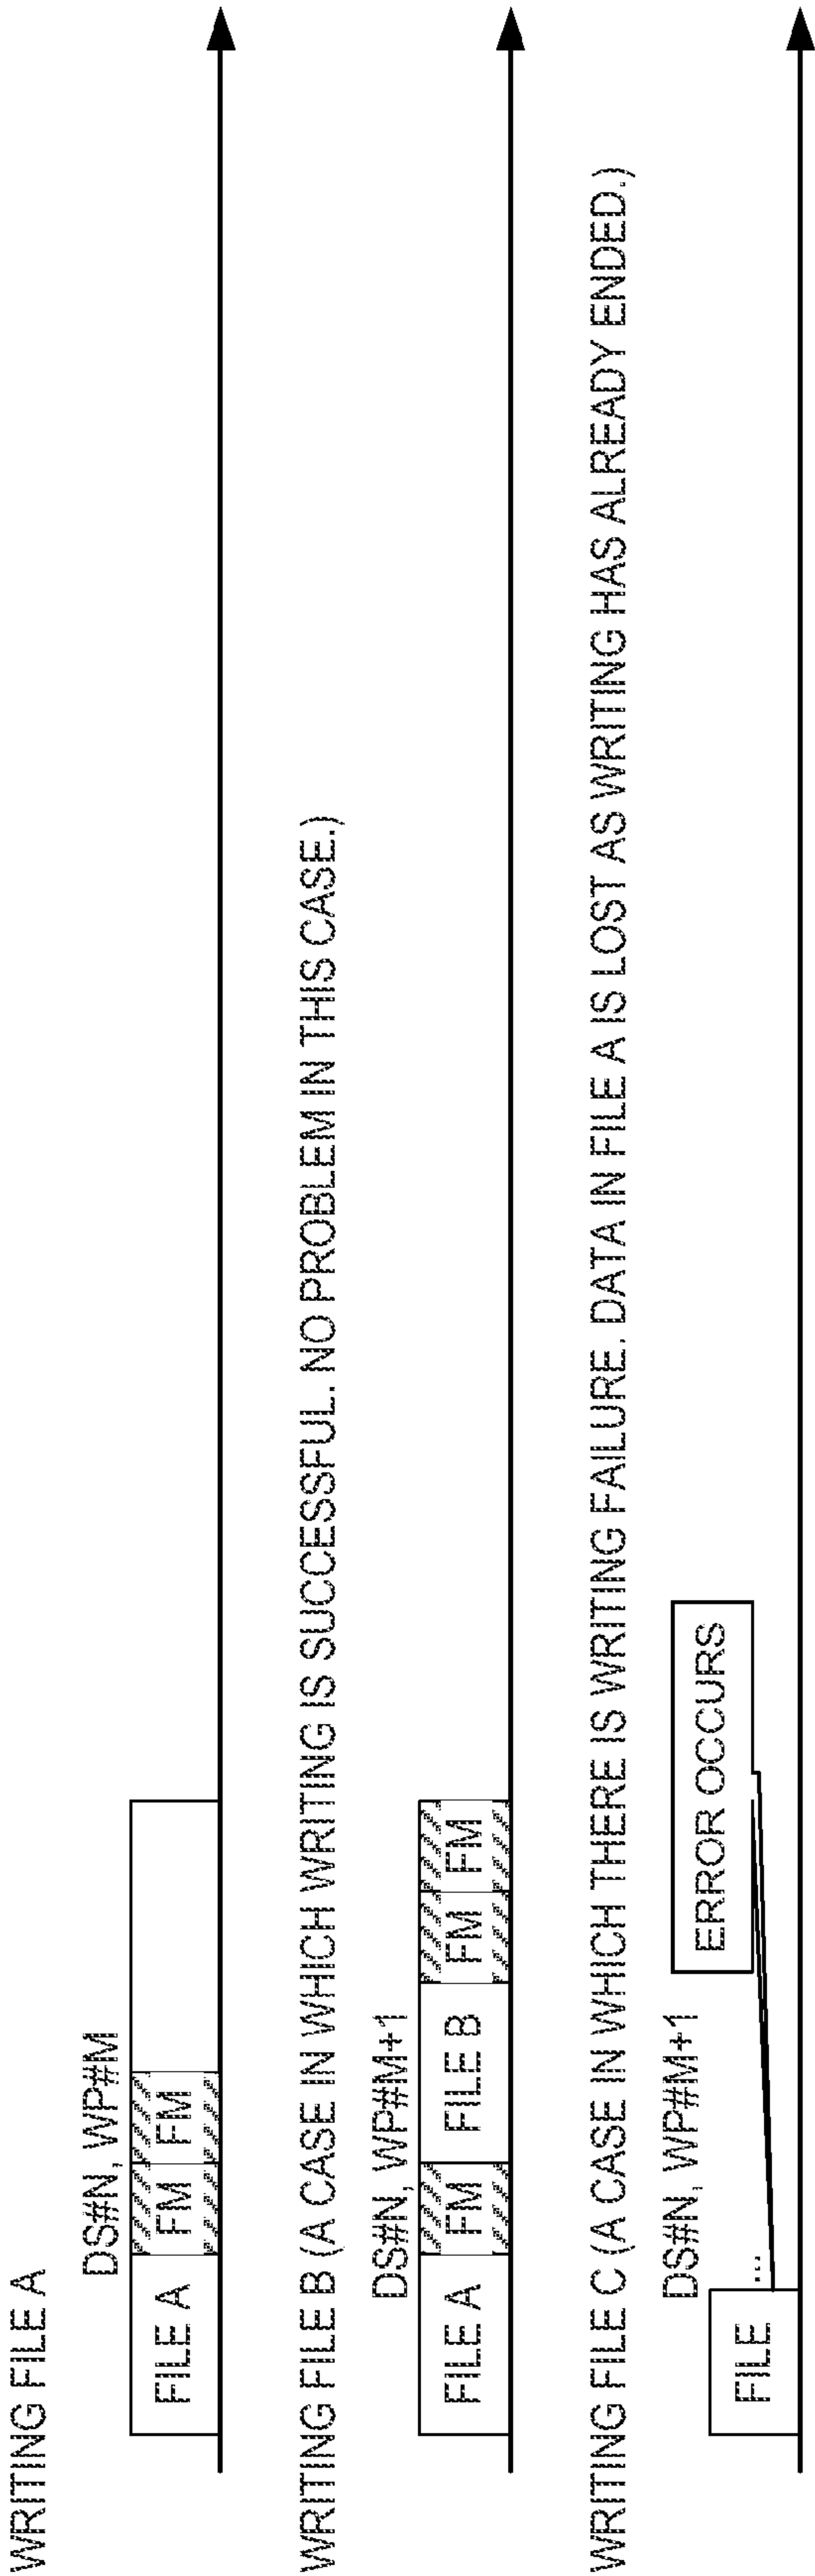 WRITING FILE A
DS#N, WP#M
FILE A FM FM
WRITING FILE B (A CASE IN WHICH WRITING IS SUCCESSFUL. NO PROBLEM IN THIS CASE.)
DS#N, WP#M+1
FILE A FM FILE B FM FM
WRITING FILE C (A CASE IN WHICH THERE IS WRITING FAILURE. DATA IN FILE A IS LOST AS WRITING HAS ALREADY ENDED.)
DS#N, WP#M+1
ERROR OCCURS
FILE ...